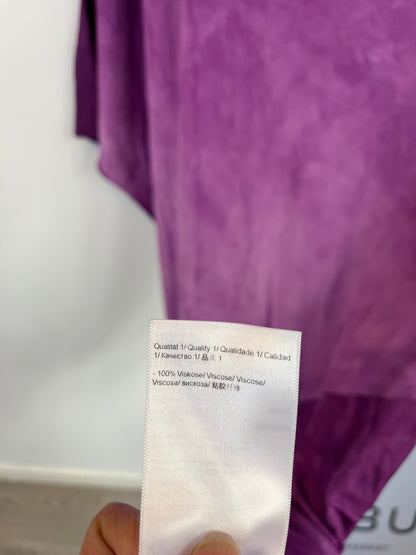 Qualität 1/ Quality 1/ Qualidade 1/ Calidad
1/ Качество 1/ 品质 1
- 100% Viskose/ Viscose/ Viscose/
Viscosa/ вискоза/ 粘胶纤维
BU